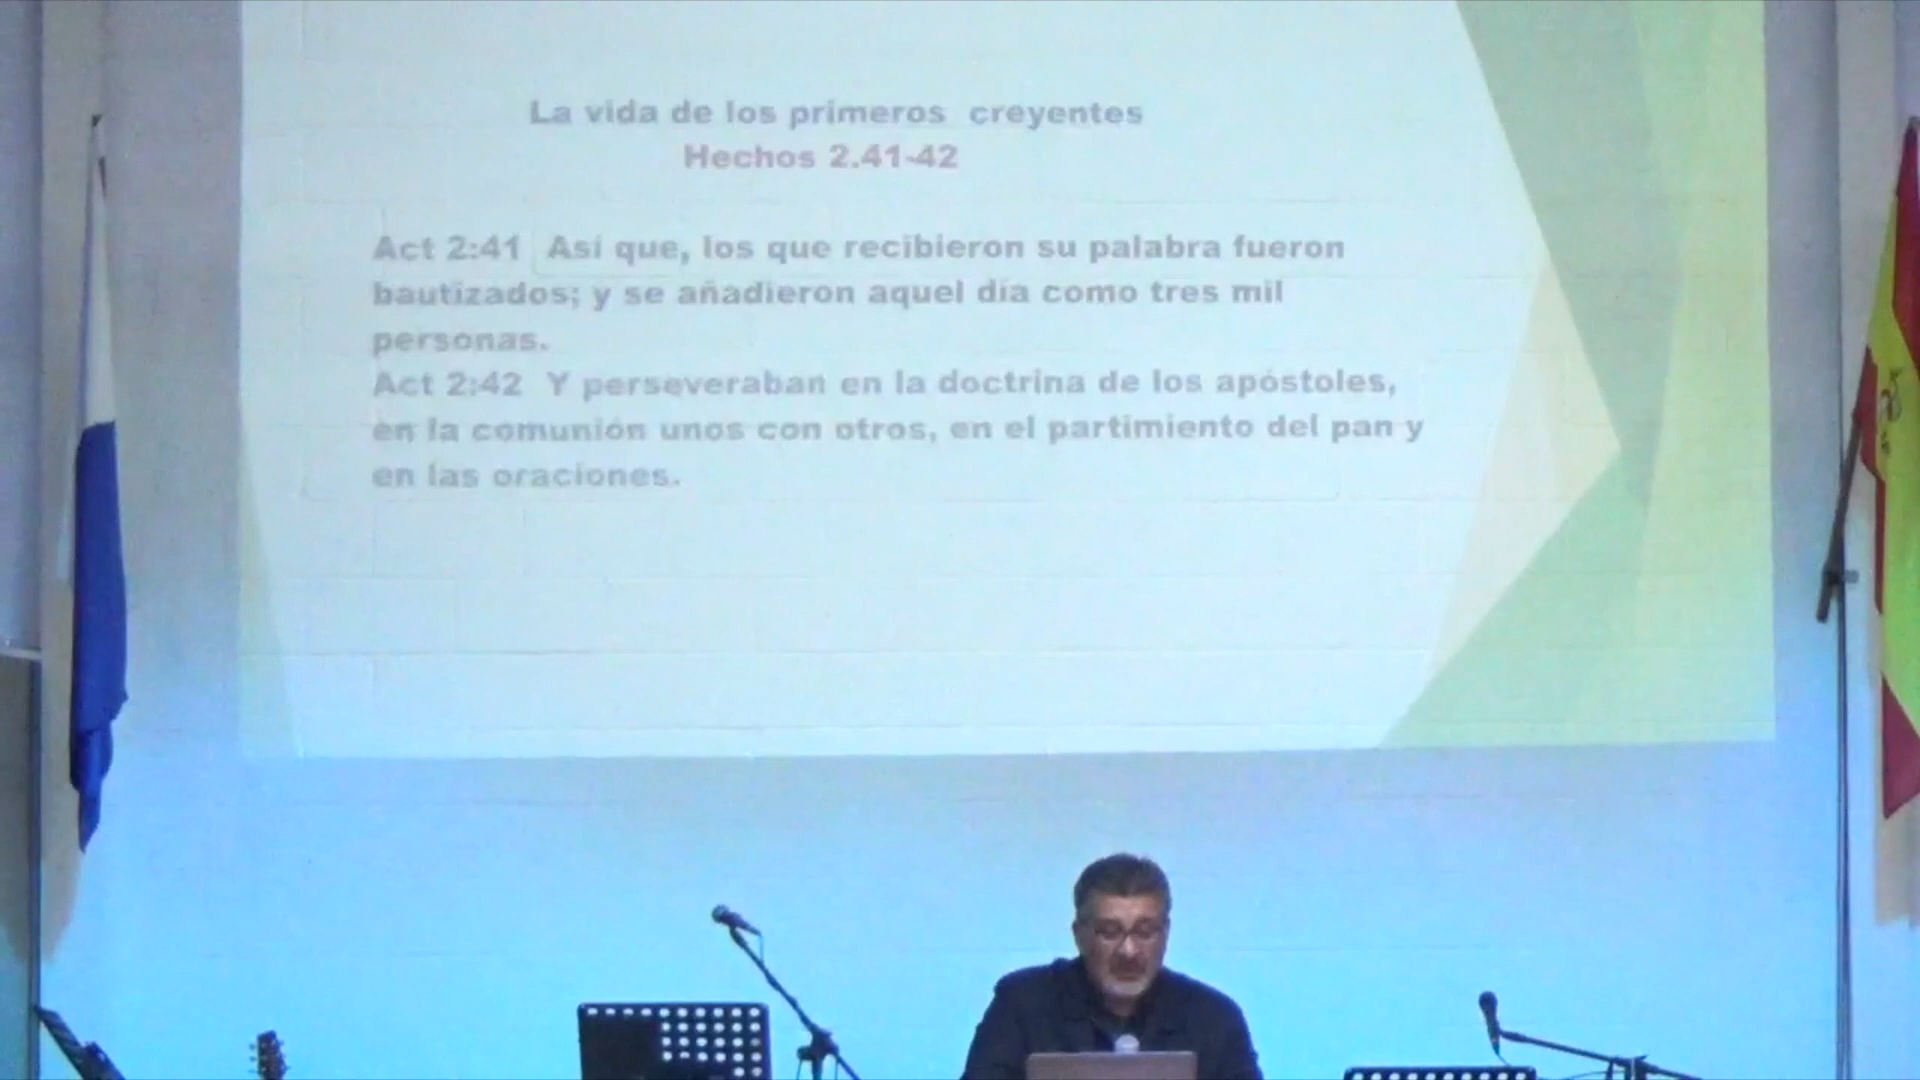 La vida de los primeros creyentes
Hechos 2.41-42
Act 2:41 Así que, los que recibieron su palabra fueron
bautizados; y se añadieron aquel día como tres mil
personas.
Act 2:42 Y perseveraban en la doctrina de los apóstoles,
en la comunión unos con otros, en el partimiento del pan y
en las oraciones.